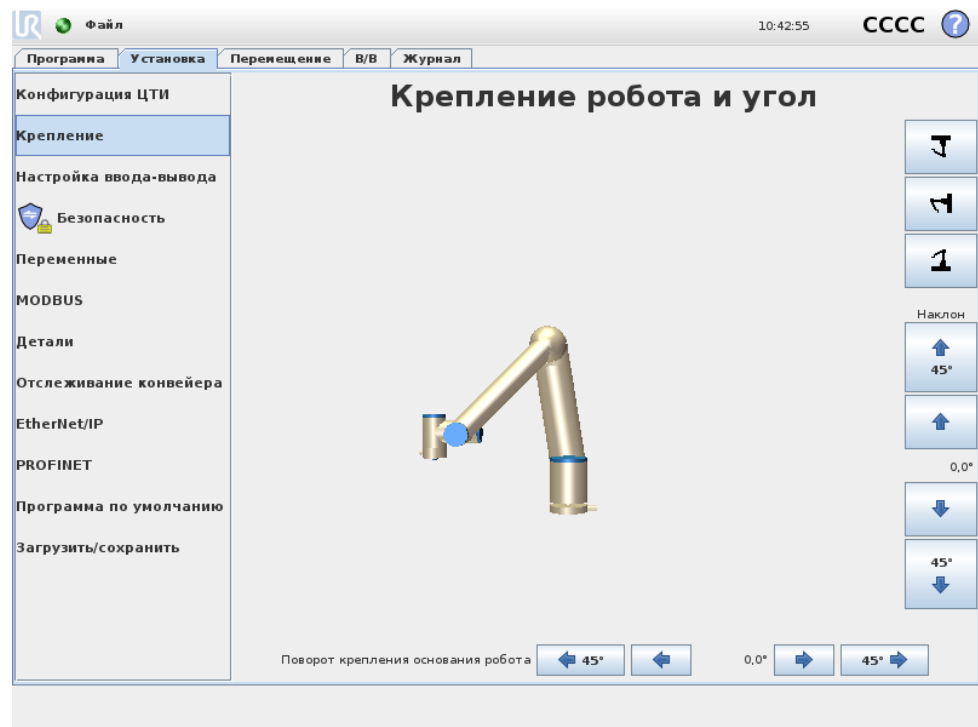 UR Файл 10:42:55 CCCC ?
Программа Установка Перемещение В/В Журнал
Конфигурация ЦТИ
Крепление
Настройка ввода-вывода
Безопасность
Переменные
MODBUS
Детали
Отслеживание конвейера
EtherNet/IP
PROFINET
Программа по умолчанию
Загрузить/сохранить
Крепление робота и угол
Наклон
45°
0,0°
45°
Поворот крепления основания робота 45° 0,0° 45°